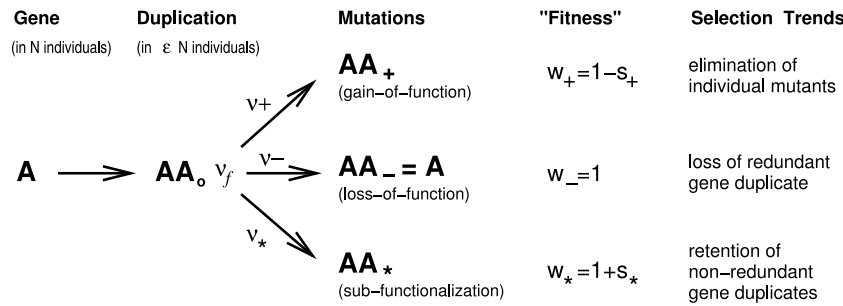 Gene Duplication Mutations "Fitness" Selection Trends
(in N individuals) (in ε N individuals)
AA+ w+=1−s+ elimination of
(gain−of−function) individual mutants
ν+
A AAo νf ν− AA− = A w−=1 loss of redundant
(loss−of−function) gene duplicate
ν*
AA* w*=1+s* retention of
(sub−functionalization) non−redundant
gene duplicates